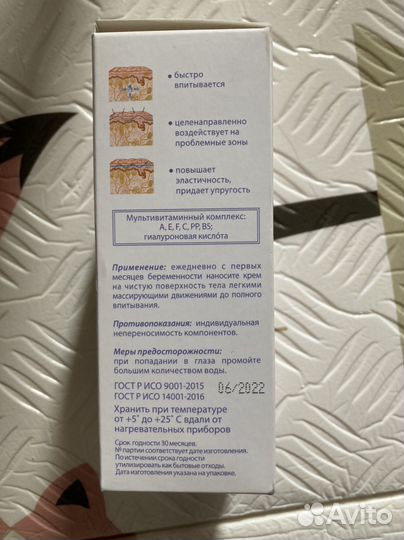 • быстро
впитывается
• целенаправленно
воздействует на
проблемные зоны
• повышает
эластичность,
придает упругость
Мультивитаминный комплекс:
А, Е, F, С, РР, В5;
гиалуроновая кислота
Применение: ежедневно с первых
месяцев беременности наносите крем
на чистую поверхность тела легкими
массирующими движениями до полного
впитывания.
Противопоказания: индивидуальная
непереносимость компонентов.
Меры предосторожности:
при попадании в глаза промойте
большим количеством воды.
ГОСТ Р ИСО 9001-2015
ГОСТ Р ИСО 14001-2016
06/2022
Хранить при температуре
от +5˚ до +25˚ С вдали от
нагревательных приборов
Срок годности 30 месяцев.
№ партии соответствует дате изготовления.
По истечении срока годности
утилизировать как бытовые отходы.
Дата изготовления указана на упаковке.
Avito